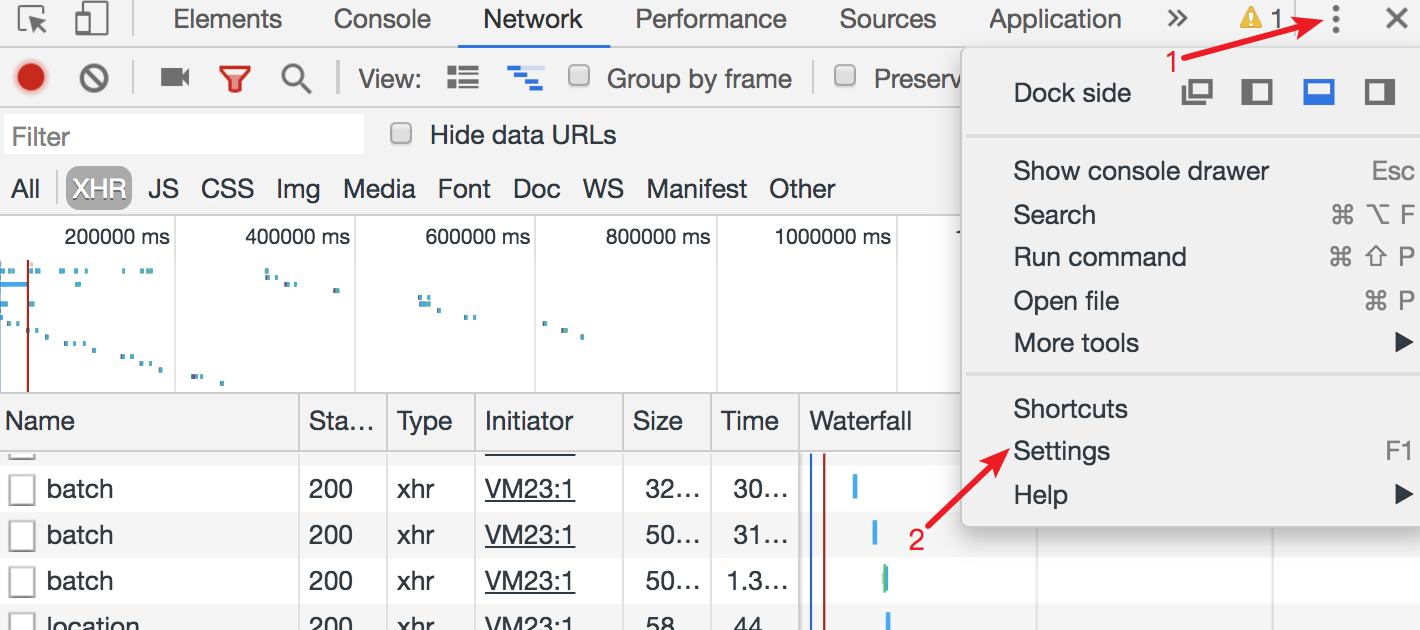 Elements Console Network Performance Sources Application 1
1
View: Group by frame Preserv
Dock side
Filter Hide data URLs
All XHR JS CSS Img Media Font Doc WS Manifest Other
Show console drawer Esc
Search ⌘ ⌥ F
Run command ⌘ ⇧ P
Open file ⌘ P
More tools ▶
200000 ms 400000 ms 600000 ms 800000 ms 1000000 ms
Shortcuts
Settings F1
Help ▶
2
Name Sta... Type Initiator Size Time Waterfall
batch 200 xhr VM23:1 32... 30...
batch 200 xhr VM23:1 50... 31...
batch 200 xhr VM23:1 50... 1.3...
location 200 xhr VM23:1 58 44